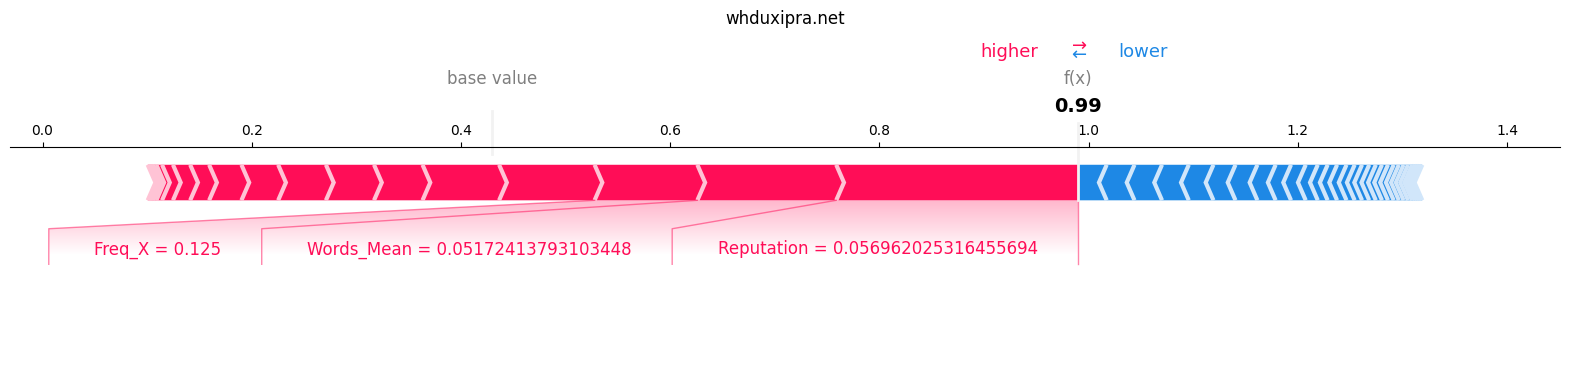 whduxipra.net
higher ⇄ lower
base value f(x)
0.99
0.0 0.2 0.4 0.6 0.8 1.0 1.2 1.4
Freq_X = 0.125 Words_Mean = 0.05172413793103448 Reputation = 0.056962025316455694